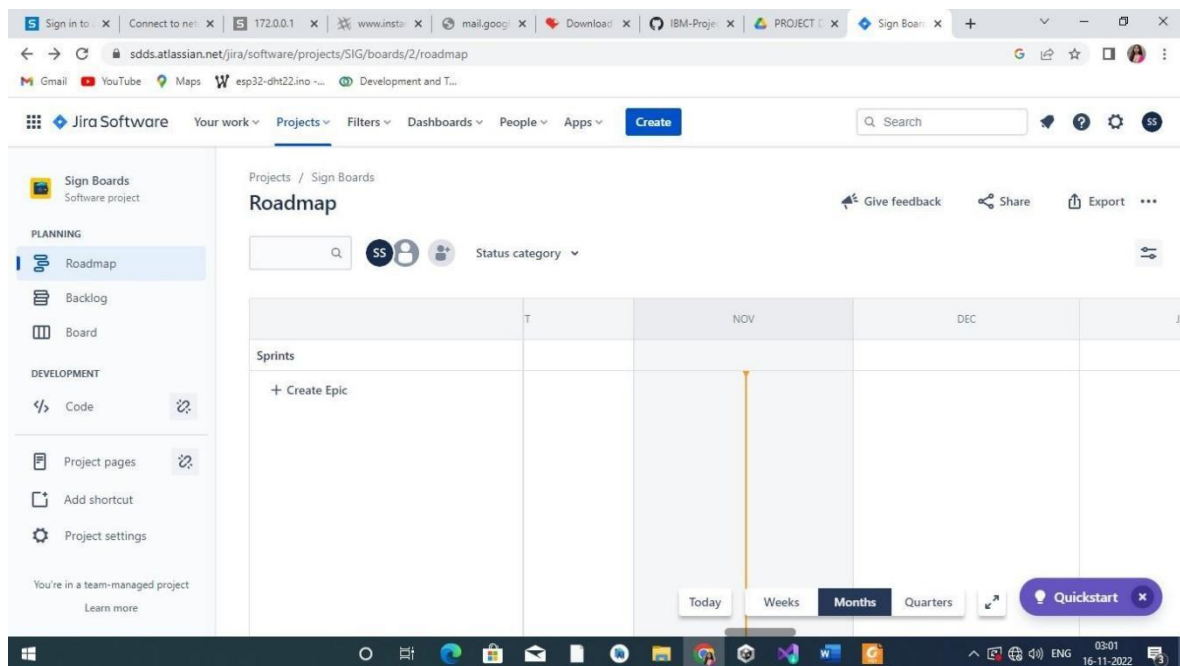 Sign in to
Connect to net
172.0.0.1
www.insta
mail.goog
Download
IBM-Proje
PROJECT D
Sign Boar
sdds.atlassian.net/jira/software/projects/SIG/boards/2/roadmap
Gmail YouTube Maps esp32-dht22.ino -... Development and T...
Jira Software Your work Projects Filters Dashboards People Apps Create Search SS
Sign Boards
Software project
PLANNING
Roadmap
Backlog
Board
DEVELOPMENT
Code
Project pages
Add shortcut
Project settings
You're in a team-managed project
Learn more
Projects / Sign Boards
Roadmap
Give feedback Share Export
SS Status category
T NOV DEC J
Sprints
+ Create Epic
Today Weeks Months Quarters Quickstart
ENG 03:01
16-11-2022